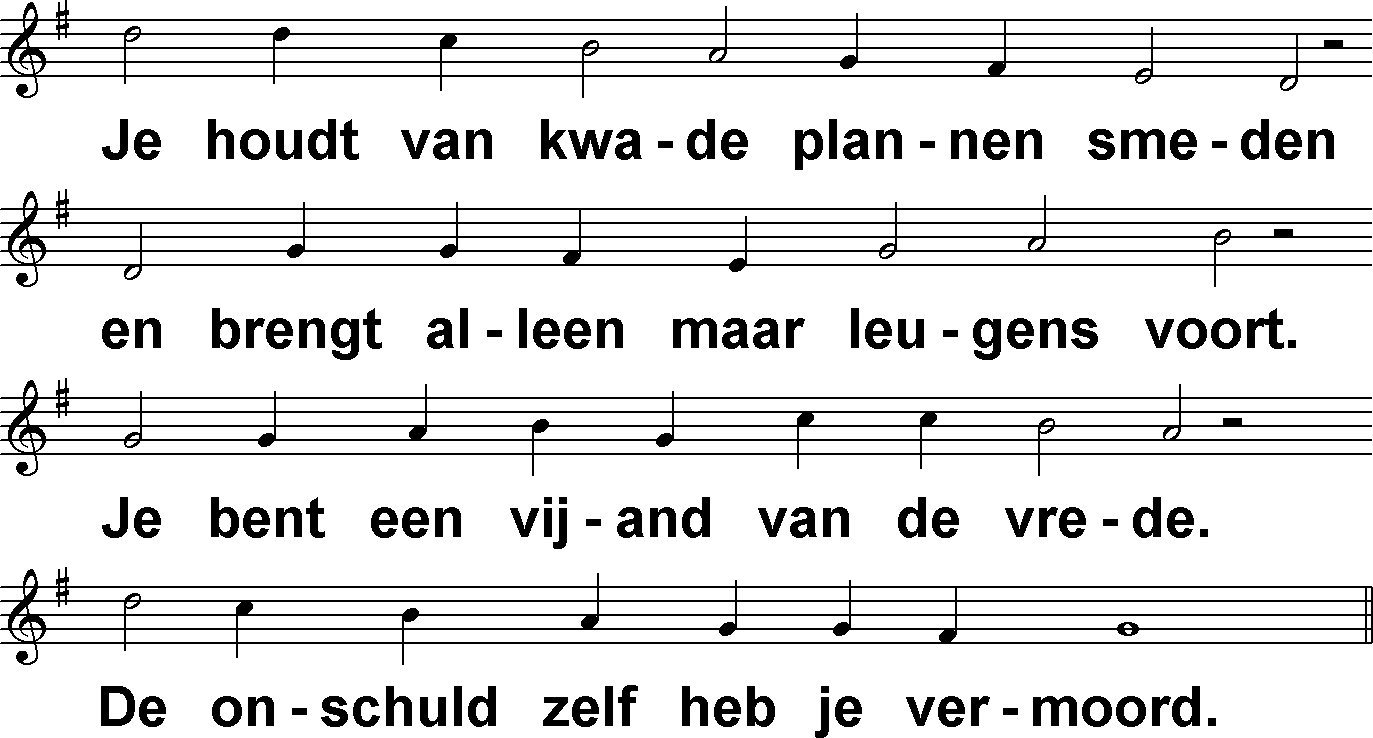 Je houdt van kwa - de plan - nen sme - den
en brengt al - leen maar leu - gens voort.
Je bent een vij - and van de vre - de.
De on - schuld zelf heb je ver - moord.